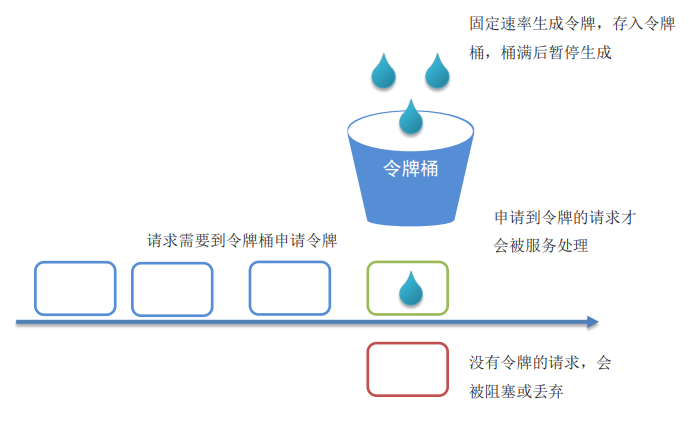 固定速率生成令牌，存入令牌
桶，桶满后暂停生成
令牌桶
申请到令牌的请求才
会被服务处理
请求需要到令牌桶申请令牌
没有令牌的请求，会
被阻塞或丢弃